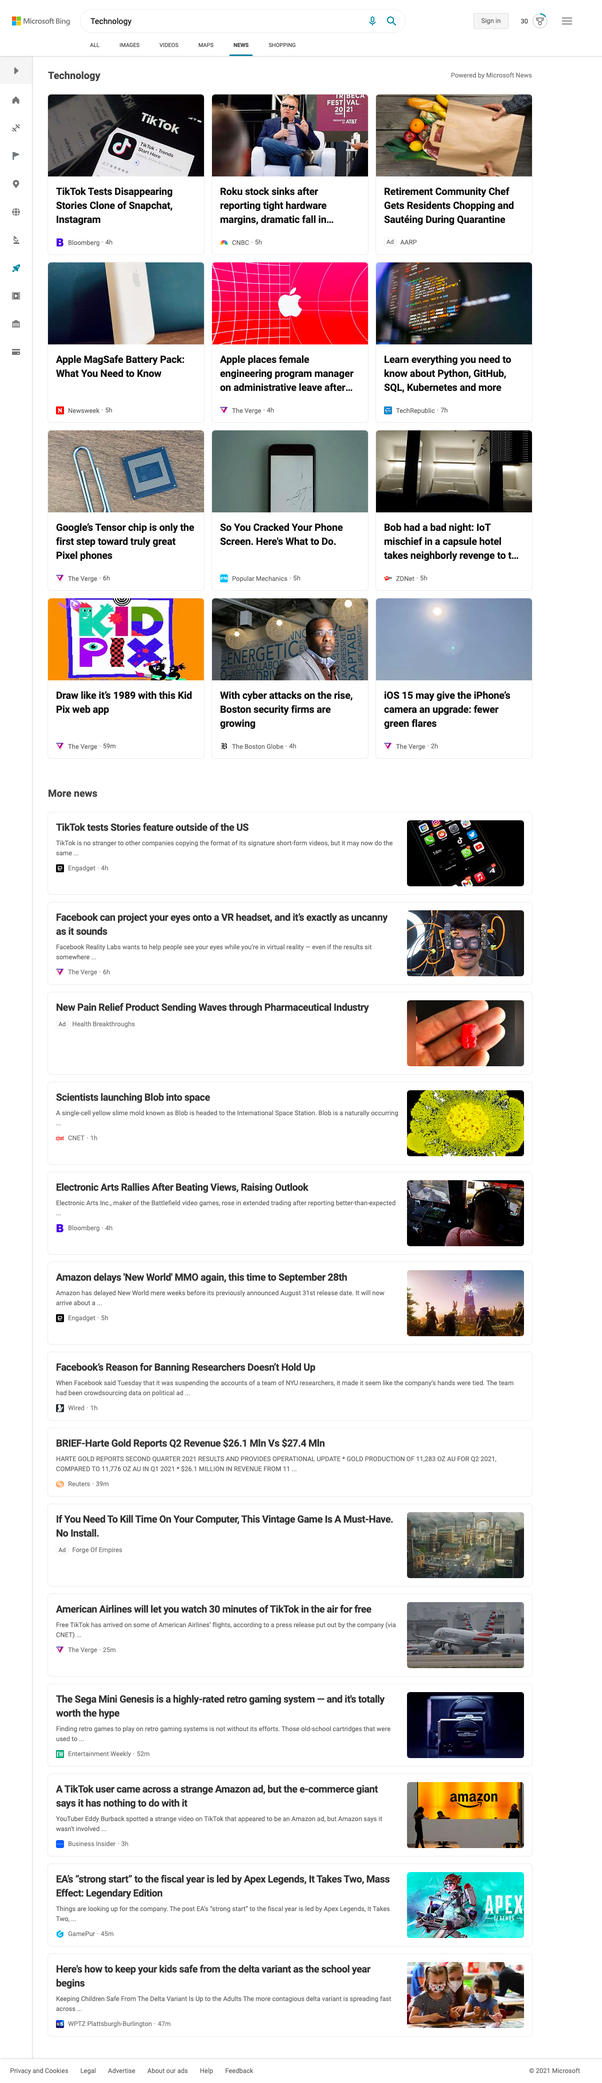 Microsoft Bing
Technology
Sign in
30
ALL
IMAGES
VIDEOS
MAPS
NEWS
SHOPPING
Technology
Powered by Microsoft News
TikTok
TikTok - Trends
Start Here
TikTok Tests Disappearing
Stories Clone of Snapchat,
Instagram
Bloomberg · 4h
TRIBECA
FESTIVAL
2021
AT&T
Roku stock sinks after
reporting tight hardware
margins, dramatic fall in...
CNBC · 5h
Retirement Community Chef
Gets Residents Chopping and
Sautéing During Quarantine
Ad AARP
Apple MagSafe Battery Pack:
What You Need to Know
Newsweek · 5h
Apple places female
engineering program manager
on administrative leave after...
The Verge · 4h
Learn everything you need to
know about Python, GitHub,
SQL, Kubernetes and more
TechRepublic · 7h
Google's Tensor chip is only the
first step toward truly great
Pixel phones
The Verge · 6h
So You Cracked Your Phone
Screen. Here's What to Do.
Popular Mechanics · 5h
Bob had a bad night: IoT
mischief in a capsule hotel
takes neighborly revenge to t...
ZDNet · 5h
KID
PIX
Draw like it's 1989 with this Kid
Pix web app
The Verge · 59m
ENERGETIC
With cyber attacks on the rise,
Boston security firms are
growing
The Boston Globe · 4h
iOS 15 may give the iPhone's
camera an upgrade: fewer
green flares
The Verge · 2h
More news
TikTok tests Stories feature outside of the US
TikTok is no stranger to other companies copying the format of its signature short-form videos, but it may now do the
same ...
Engadget · 4h
Facebook can project your eyes onto a VR headset, and it's exactly as uncanny
as it sounds
Facebook Reality Labs wants to help people see your eyes while you're in virtual reality — even if the results sit
somewhere ...
The Verge · 6h
New Pain Relief Product Sending Waves through Pharmaceutical Industry
Ad Health Breakthroughs
Scientists launching Blob into space
A single-cell yellow slime mold known as Blob is headed to the International Space Station. Blob is a naturally occurring
...
CNET · 1h
Electronic Arts Rallies After Beating Views, Raising Outlook
Electronic Arts Inc., maker of the Battlefield video games, rose in extended trading after reporting better-than-expected
...
Bloomberg · 4h
Amazon delays 'New World' MMO again, this time to September 28th
Amazon has delayed New World mere weeks before its previously announced August 31st release date. It will now
arrive about a ...
Engadget · 5h
Facebook's Reason for Banning Researchers Doesn't Hold Up
When Facebook said Tuesday that it was suspending the accounts of a team of NYU researchers, it made it seem like the company's hands were tied. The team
had been crowdsourcing data on political ad ...
Wired · 1h
BRIEF-Harte Gold Reports Q2 Revenue $26.1 Mln Vs $27.4 Mln
HARTE GOLD REPORTS SECOND QUARTER 2021 RESULTS AND PROVIDES OPERATIONAL UPDATE * GOLD PRODUCTION OF 11,283 OZ AU FOR Q2 2021,
COMPARED TO 11,776 OZ AU IN Q1 2021 * $26.1 MILLION IN REVENUE FROM 11 ...
Reuters · 39m
If You Need To Kill Time On Your Computer, This Vintage Game Is A Must-Have.
No Install.
Ad Forge Of Empires
American Airlines will let you watch 30 minutes of TikTok in the air for free
Free TikTok has arrived on some of American Airlines' flights, according to a press release put out by the company (via
CNET) ...
The Verge · 25m
The Sega Mini Genesis is a highly-rated retro gaming system — and it's totally
worth the hype
Finding retro games to play on retro gaming systems is not without its efforts. Those old-school cartridges that were
used to ...
Entertainment Weekly · 52m
A TikTok user came across a strange Amazon ad, but the e-commerce giant
says it has nothing to do with it
YouTuber Eddy Burback spotted a strange video on TikTok that appeared to be an Amazon ad, but Amazon says it
wasn't involved ...
Business Insider · 3h
amazon
EA's "strong start" to the fiscal year is led by Apex Legends, It Takes Two, Mass
Effect: Legendary Edition
Things are looking up for the company. The post EA's "strong start" to the fiscal year is led by Apex Legends, It Takes
Two, ...
GamePur · 45m
APEX
Here's how to keep your kids safe from the delta variant as the school year
begins
Keeping Children Safe From The Delta Variant Is Up to the Adults The more contagious delta variant is spreading fast
across ...
WPTZ Plattsburgh-Burlington · 47m
Privacy and Cookies
Legal
Advertise
About our ads
Help
Feedback
© 2021 Microsoft